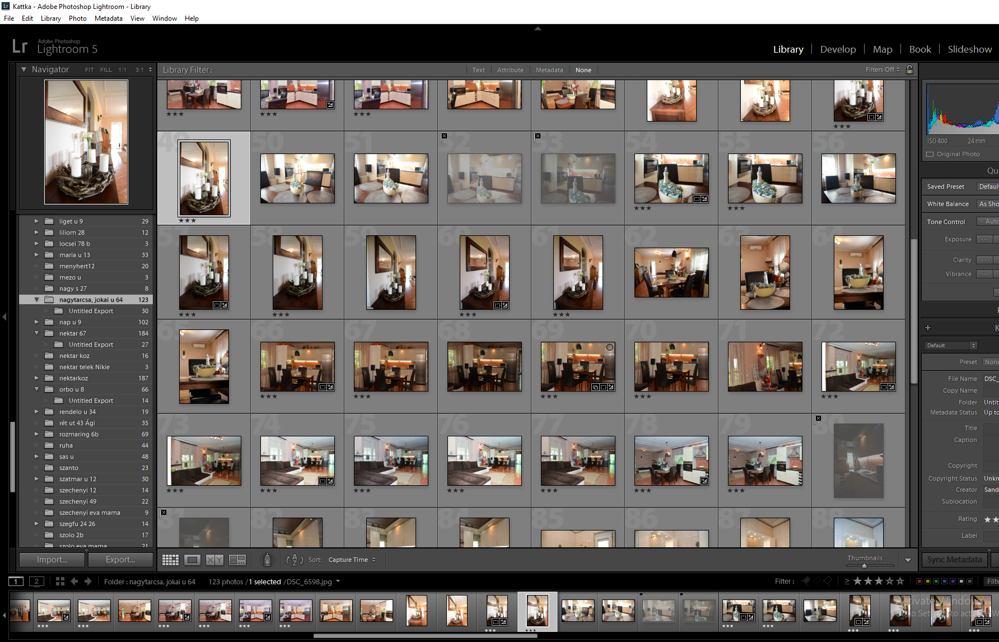 Kattka - Adobe Photoshop Lightroom - Library
File Edit Library Photo Metadata View Window Help
Lr Adobe Photoshop
Lightroom 5
Library Develop Map Book Slideshow
Navigator FIT FILL 1:1 3:1
Library Filter : Text Attribute Metadata None Filters Off
ISO 400 24 mm
Original Photo
Qu
Saved Preset Defaul
White Balance As Sho
Tone Control Auto
Exposure
Clarity
Vibrance
K
Default
Preset None
File Name DSC_
Copy Name
Folder Untit
Metadata Status Up to
Title
Caption
Copyright
Copyright Status Unkn
Creator Sand
Sublocation
Rating
Label
Sync Metadata
49 50 51 52 53 54 55 56
57 58 59 60 61 62 63 64
65 66 67 68 69 70 71 72
73 74 75 76 77 78 79 80
81 82 83 84 85 86 87 88
liget u 9 29
liliom 28 12
locsei 78 b 3
maria u 13 33
menyhert12 20
mezo u 3
nagy s 27 8
nagytarcsa, jokai u 64 123
Untitled Export 30
nap u 9 102
nektar 67 184
Untitled Export 27
nektar koz 16
nektar telek Nikie 3
nektarkoz 187
orbo u 8 66
Untitled Export 14
rendelo u 34 19
rét ut 43 Ági 35
rozmaring 6b 69
ruha 44
sas u 48
szanto 23
szatmar u 12 30
szechenyi 12 14
szechenyi 49 22
szechenyi eva mama 9
szegfu 24 26 14
szolo 2b 17
szolo eva mama 21
Import... Export...
XY
Sort: Capture Time
Thumbnails
1 2 Folder : nagytarcsa, jokai u 64 123 photos / 1 selected / DSC_6598.jpg
Filter : ≥ Filte
Activate Windows
Go to Settings to activate W